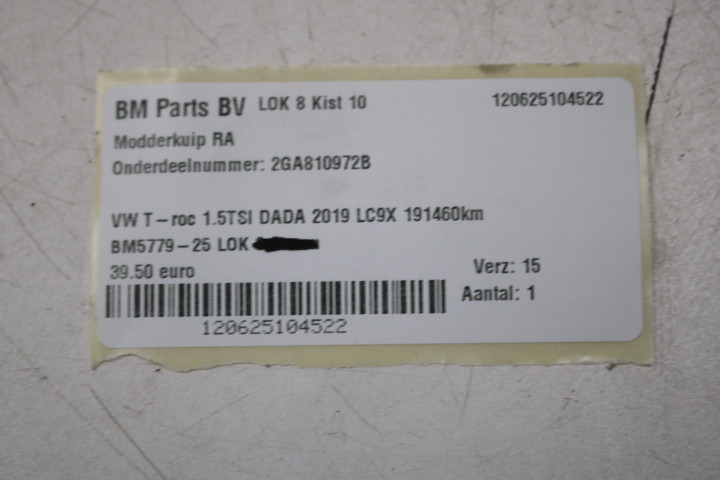 BM Parts BV LOK 8 Kist 10 120625104522
Modderkuip RA
Onderdeelnummer: 2GA810972B
VW T-roc 1.5TSI DADA 2019 LC9X 191460km
BM5779-25 LOK
39.50 euro
Verz: 15
Aantal: 1
120625104522